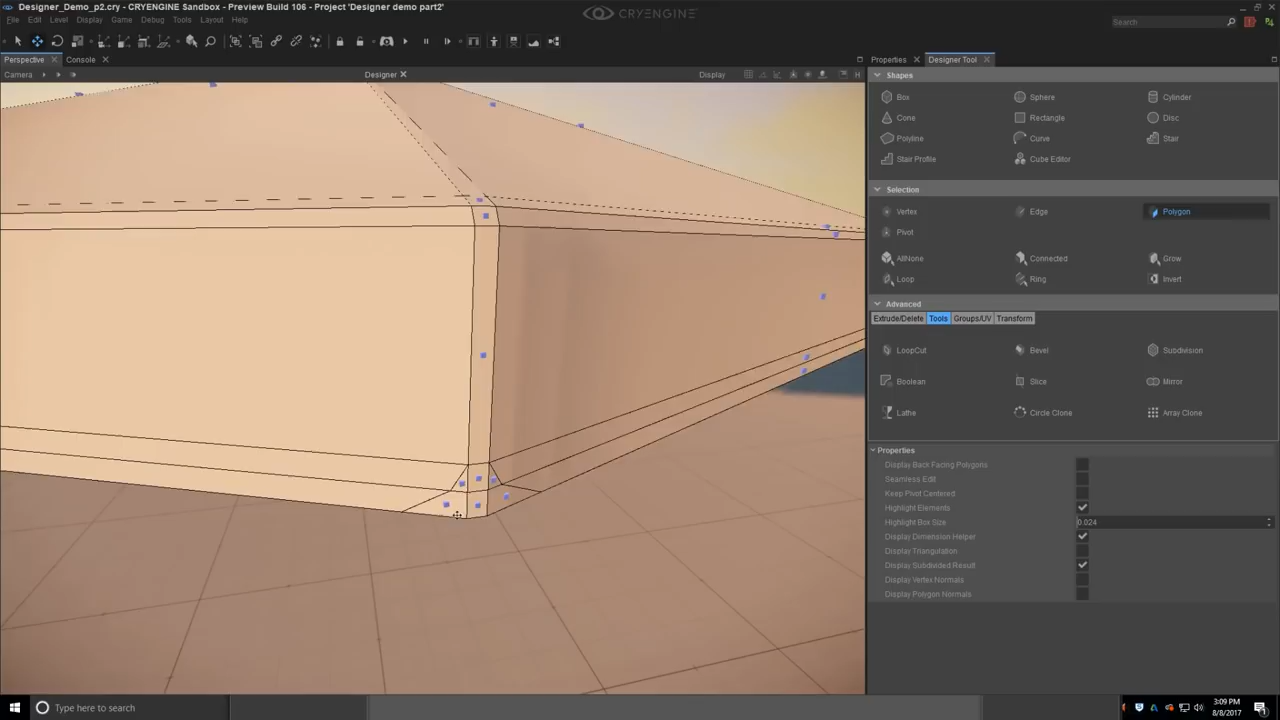 Designer_Demo_p2.cry - CRYENGINE Sandbox - Preview Build 106 - Project 'Designer demo part2'
CRYENGINE
File Edit Level Display Game Debug Tools Layout Help
Search
Perspective Console
Properties Designer Tool
Camera
Designer
Display
Shapes
Box Sphere Cylinder
Cone Rectangle Disc
Polyline Curve Stair
Stair Profile Cube Editor
Selection
Vertex Edge Polygon
Pivot
AllNone Connected Grow
Loop Ring Invert
Advanced
Extrude/Delete Tools Groups/UV Transform
LoopCut Bevel Subdivision
Boolean Slice Mirror
Lathe Circle Clone Array Clone
Properties
Display Back Facing Polygons
Seamless Edit
Keep Pivot Centered
Highlight Elements
Highlight Box Size 0.024
Display Dimension Helper
Display Triangulation
Display Subdivided Result
Display Vertex Normals
Display Polygon Normals
Type here to search
3:09 PM
8/8/2017